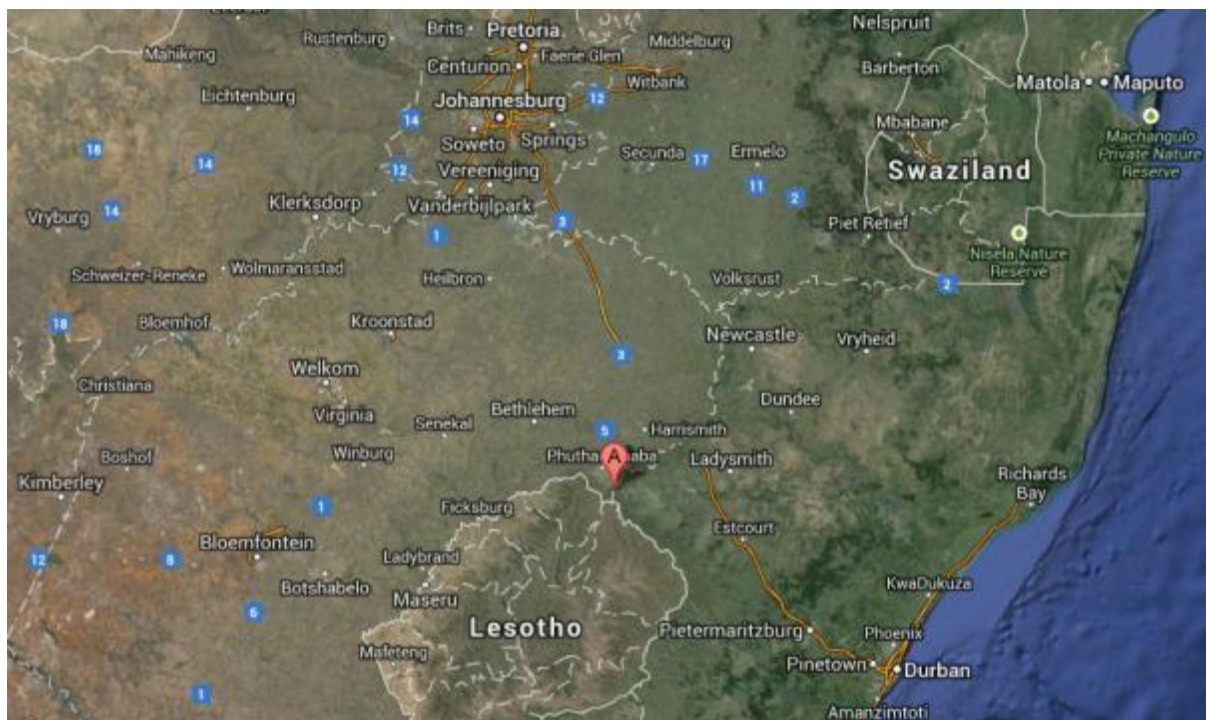 Nelspruit
Rustenburg
Brits
Pretoria
Middelburg
Mahikeng
Centurion
Faerie Glen
Witbank
Barberton
Matola
Maputo
Lichtenburg
Johannesburg
12
14
Mbabane
Machangulo
Private Nature
Reserve
18
14
Soweto
Springs
Secunda
17
Ermelo
12
Vereeniging
Swaziland
11
2
Klerksdorp
Vanderbijlpark
14
Vryburg
3
1
Piet Retief
Nisela Nature
Reserve
Schweizer-Reneke
Wolmaransstad
Heilbron
Volksrust
2
18
Bloemhof
Kroonstad
Newcastle
Vryheid
3
Christiana
Welkom
Virginia
Senekal
Bethlehem
Dundee
5
Harrismith
Boshof
Winburg
A
Ladysmith
Kimberley
Richards
Bay
1
Ficksburg
Estcourt
12
8
Bloemfontein
Ladybrand
Botshabelo
KwaDukuza
6
Maseru
Lesotho
Pietermaritzburg
Phoenix
Mafeteng
Pinetown
Durban
1
Amanzimtoti